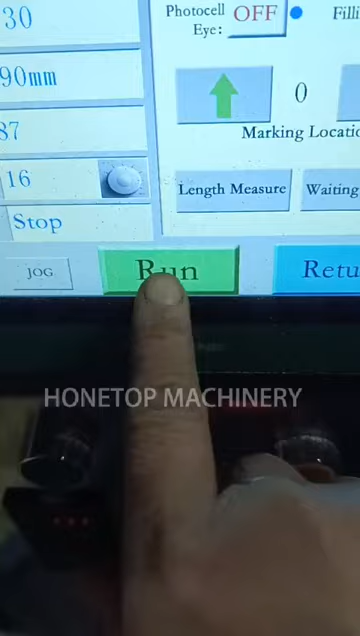 30
Photocell
Eye:
OFF
Filli
90mm
0
87
Marking Locatio
16
Length Measure
Waiting
Stop
JOG
Run
Retu
HONETOP MACHINERY